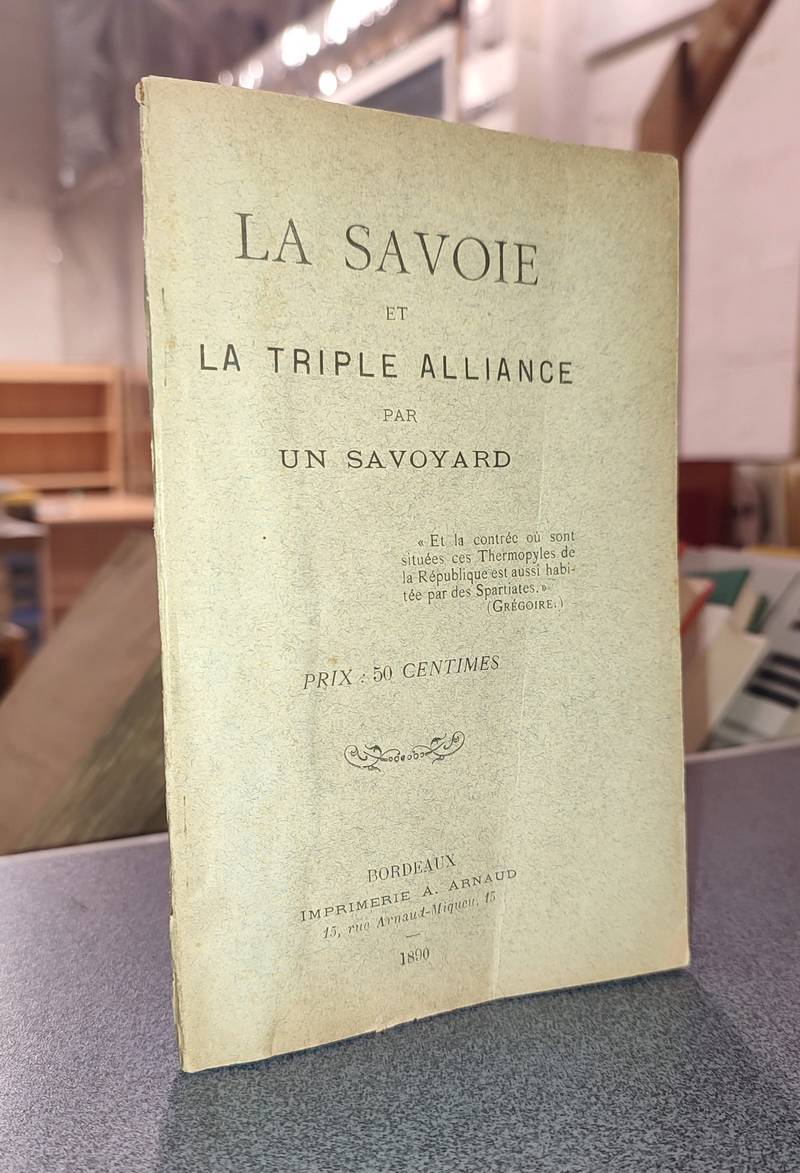 LA SAVOIE
ET
LA TRIPLE ALLIANCE
PAR
UN SAVOYARD
« Et la contrée où sont
situées ces Thermopyles de
la République est aussi habi-
tée par des Spartiates. »
(GRÉGOIRE.)
PRIX : 50 CENTIMES
BORDEAUX
IMPRIMERIE A. ARNAUD
15, rue Arnaud-Miqueu, 15
1890